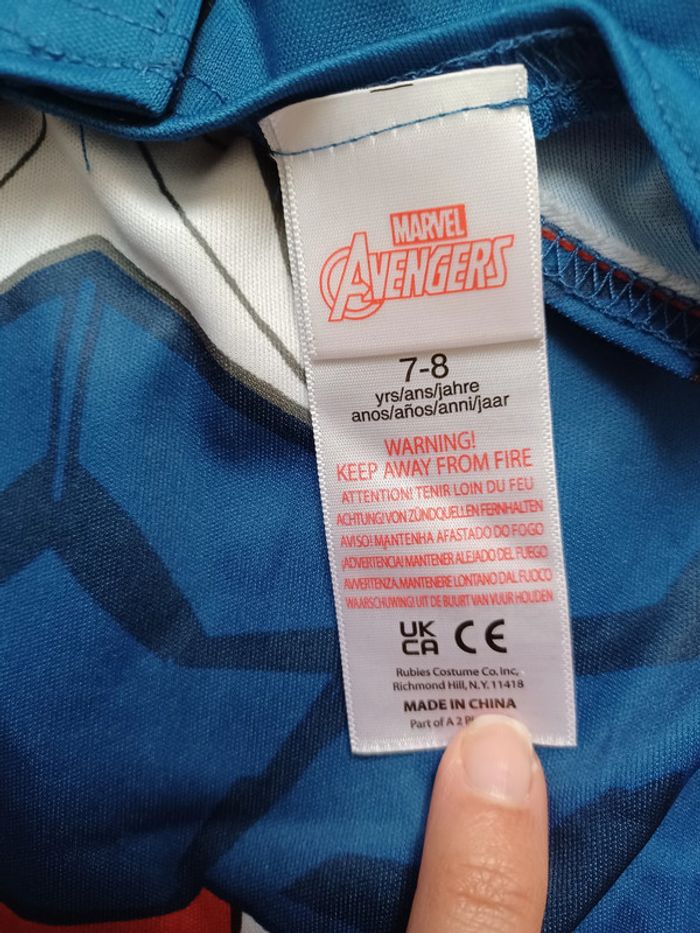 MARVEL
AVENGERS
7-8
yrs/ans/jahre
anos/años/anni/jaar
WARNING!
KEEP AWAY FROM FIRE
ATTENTION! TENIR LOIN DU FEU
ACHTUNG! VON ZÜNDQUELLEN FERNHALTEN
AVISO! MANTENHA AFASTADO DO FOGO
¡ADVERTENCIA! MANTENER ALEJADO DEL FUEGO
AVVERTENZA, MANTENERE LONTANO DAL FUOCO
WAARSCHUWING! UIT DE BUURT VAN VUUR HOUDEN
UK
CA CE
Rubies Costume Co. Inc,
Richmond Hill, N.Y. 11418
MADE IN CHINA
Part of A 2